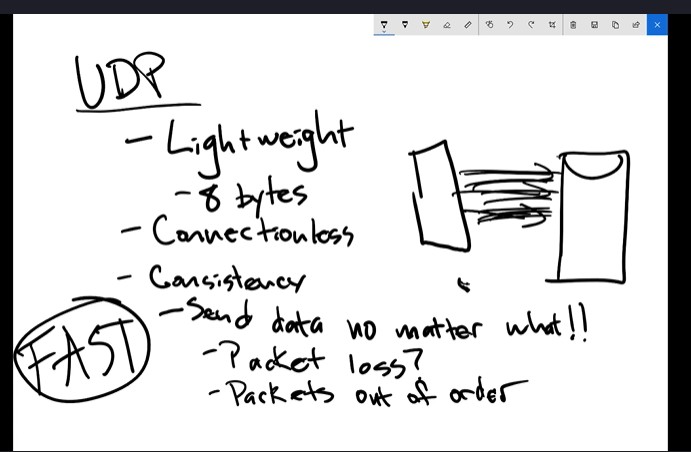 UDP
- Lightweight
- 8 bytes
- Connectionless
- Consistency
- Send data no matter what!!
- Packet loss?
- Packets out of order
FAST